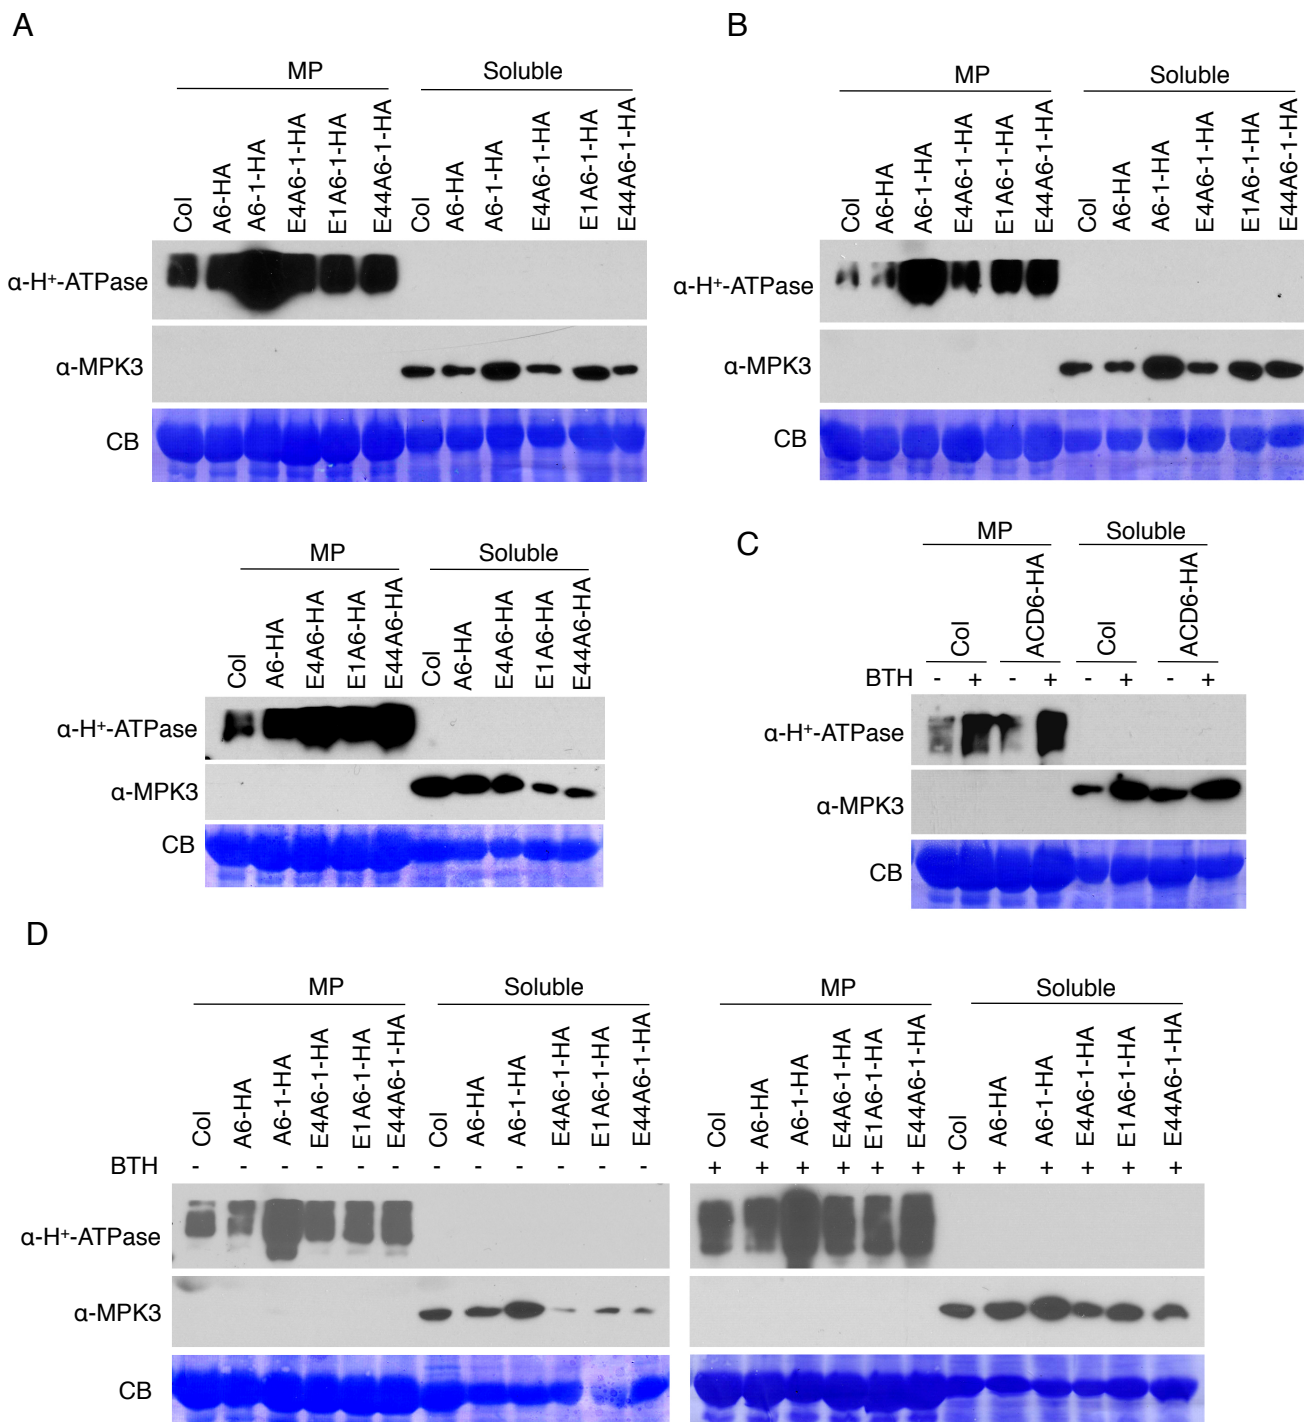 A
MP Soluble
Col A6-HA A6-1-HA E4A6-1-HA E1A6-1-HA E44A6-1-HA Col A6-HA A6-1-HA E4A6-1-HA E1A6-1-HA E44A6-1-HA
α-H⁺-ATPase
α-MPK3
CB
B
MP Soluble
Col A6-HA A6-1-HA E4A6-1-HA E1A6-1-HA E44A6-1-HA Col A6-HA A6-1-HA E4A6-1-HA E1A6-1-HA E44A6-1-HA
α-H⁺-ATPase
α-MPK3
CB
MP Soluble
Col A6-HA E4A6-HA E1A6-HA E44A6-HA Col A6-HA E4A6-HA E1A6-HA E44A6-HA
α-H⁺-ATPase
α-MPK3
CB
C
MP Soluble
Col ACD6-HA Col ACD6-HA
BTH - + - + - + - +
α-H⁺-ATPase
α-MPK3
CB
D
MP Soluble
Col A6-HA A6-1-HA E4A6-1-HA E1A6-1-HA E44A6-1-HA Col A6-HA A6-1-HA E4A6-1-HA E1A6-1-HA E44A6-1-HA
BTH - - - - - - - - - - - -
α-H⁺-ATPase
α-MPK3
CB
MP Soluble
Col A6-HA A6-1-HA E4A6-1-HA E1A6-1-HA E44A6-1-HA Col A6-HA A6-1-HA E4A6-1-HA E1A6-1-HA E44A6-1-HA
+ + + + + + + + + + + +